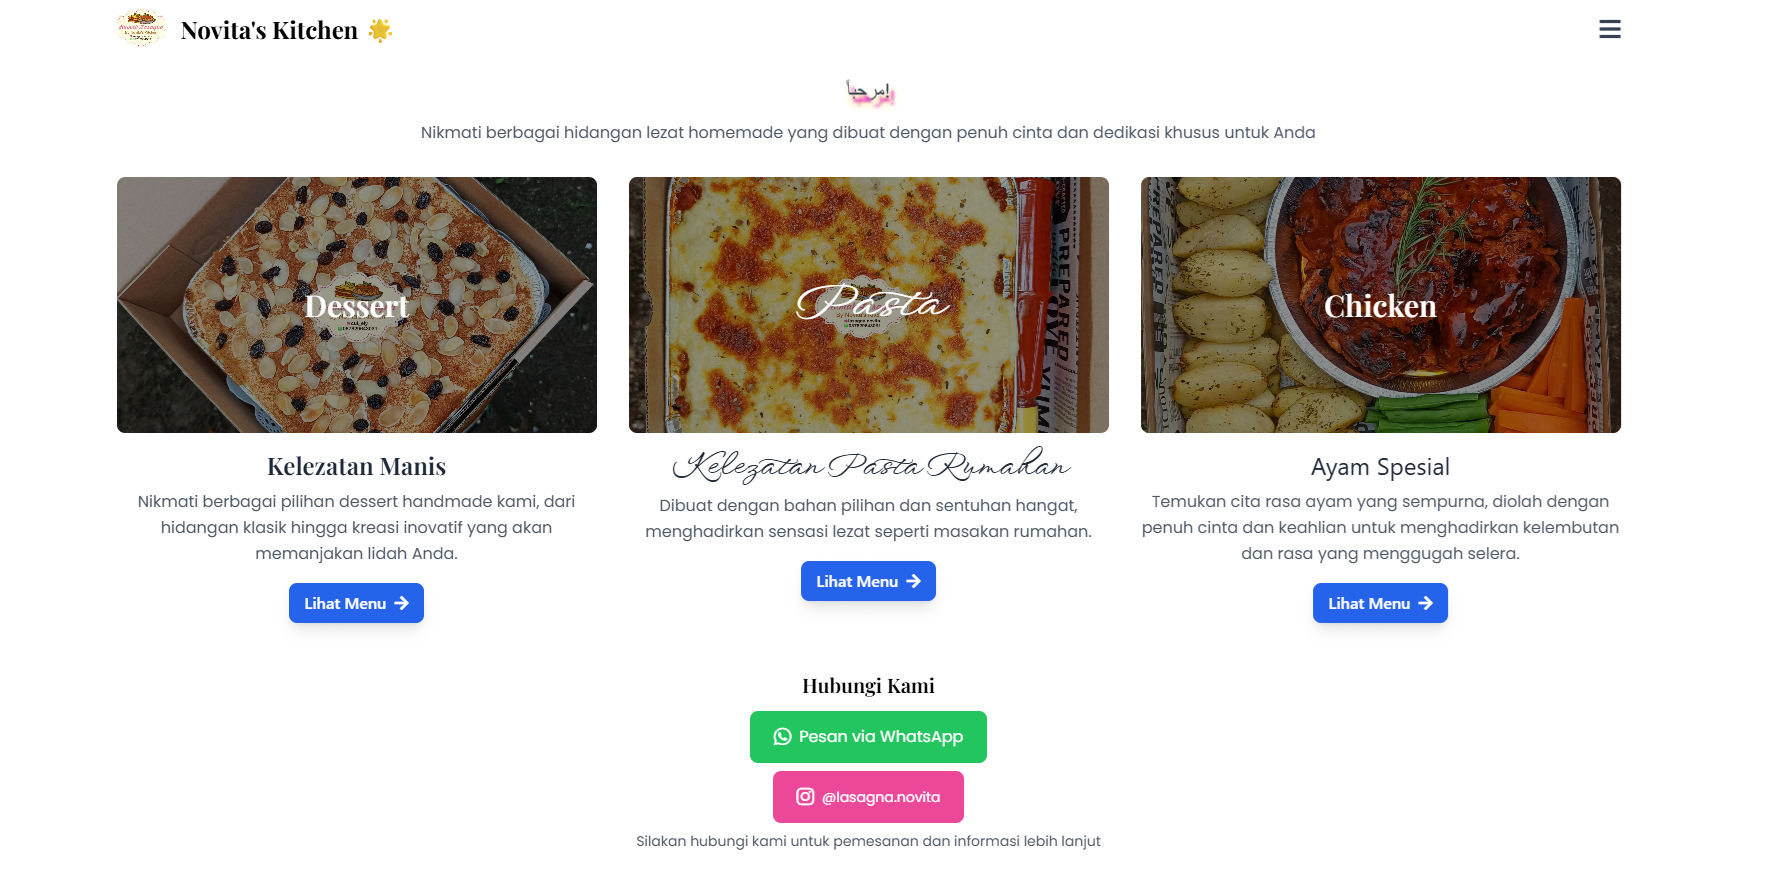 Novita's Kitchen 🌟
مرحباً!
Nikmati berbagai hidangan lezat homemade yang dibuat dengan penuh cinta dan dedikasi khusus untuk Anda
Dessert
Pasta
Chicken
PREPARED
Kelezatan Manis
Nikmati berbagai pilihan dessert handmade kami, dari
hidangan klasik hingga kreasi inovatif yang akan
memanjakan lidah Anda.
Lihat Menu →
Kelezatan Pasta Rumahan
Dibuat dengan bahan pilihan dan sentuhan hangat,
menghadirkan sensasi lezat seperti masakan rumahan.
Lihat Menu →
Ayam Spesial
Temukan cita rasa ayam yang sempurna, diolah dengan
penuh cinta dan keahlian untuk menghadirkan kelembutan
dan rasa yang menggugah selera.
Lihat Menu →
Hubungi Kami
Pesan via WhatsApp
@lasagna.novita
Silakan hubungi kami untuk pemesanan dan informasi lebih lanjut